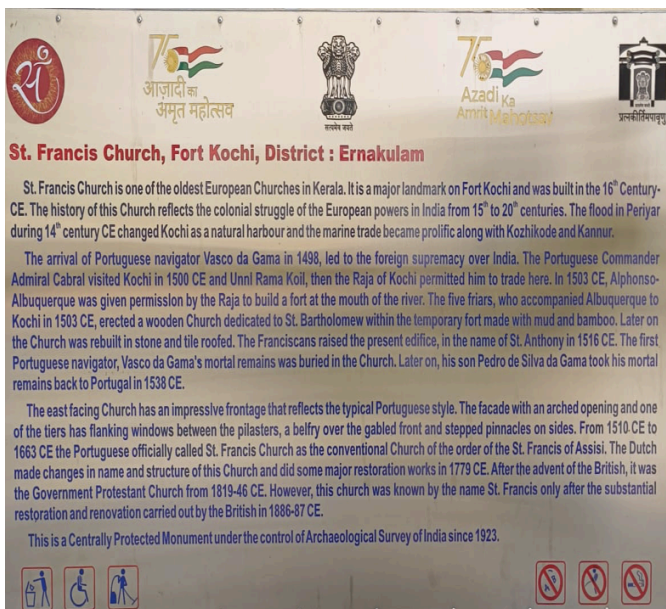 सं
75
आज़ादी का
अमृत महोत्सव
सत्यमेव जयते
75
Azadi Ka
Amrit Mahotsav
प्रत्नकीर्तिमपावृणु
St. Francis Church, Fort Kochi, District : Ernakulam
St. Francis Church is one of the oldest European Churches in Kerala. It is a major landmark on Fort Kochi and was built in the 16th Century-
CE. The history of this Church reflects the colonial struggle of the European powers in India from 15th to 20th centuries. The flood in Periyar
during 14th century CE changed Kochi as a natural harbour and the marine trade became prolific along with Kozhikode and Kannur.
The arrival of Portuguese navigator Vasco da Gama in 1498, led to the foreign supremacy over India. The Portuguese Commander
Admiral Cabral visited Kochi in 1500 CE and Unni Rama Koil, then the Raja of Kochi permitted him to trade here. In 1503 CE, Alphonso-
Albuquerque was given permission by the Raja to build a fort at the mouth of the river. The five friars, who accompanied Albuquerque to
Kochi in 1503 CE, erected a wooden Church dedicated to St. Bartholomew within the temporary fort made with mud and bamboo. Later on
the Church was rebuilt in stone and tile roofed. The Franciscans raised the present edifice, in the name of St. Anthony in 1516 CE. The first
Portuguese navigator, Vasco da Gama's mortal remains was buried in the Church. Later on, his son Pedro de Silva da Gama took his mortal
remains back to Portugal in 1538 CE.
The east facing Church has an impressive frontage that reflects the typical Portuguese style. The facade with an arched opening and one
of the tiers has flanking windows between the pilasters, a belfry over the gabled front and stepped pinnacles on sides. From 1510 CE to
1663 CE the Portuguese officially called St. Francis Church as the conventional Church of the order of the St. Francis of Assisi. The Dutch
made changes in name and structure of this Church and did some major restoration works in 1779 CE. After the advent of the British, it was
the Government Protestant Church from 1819-46 CE. However, this church was known by the name St. Francis only after the substantial
restoration and renovation carried out by the British in 1886-87 CE.
This is a Centrally Protected Monument under the control of Archaeological Survey of India since 1923.